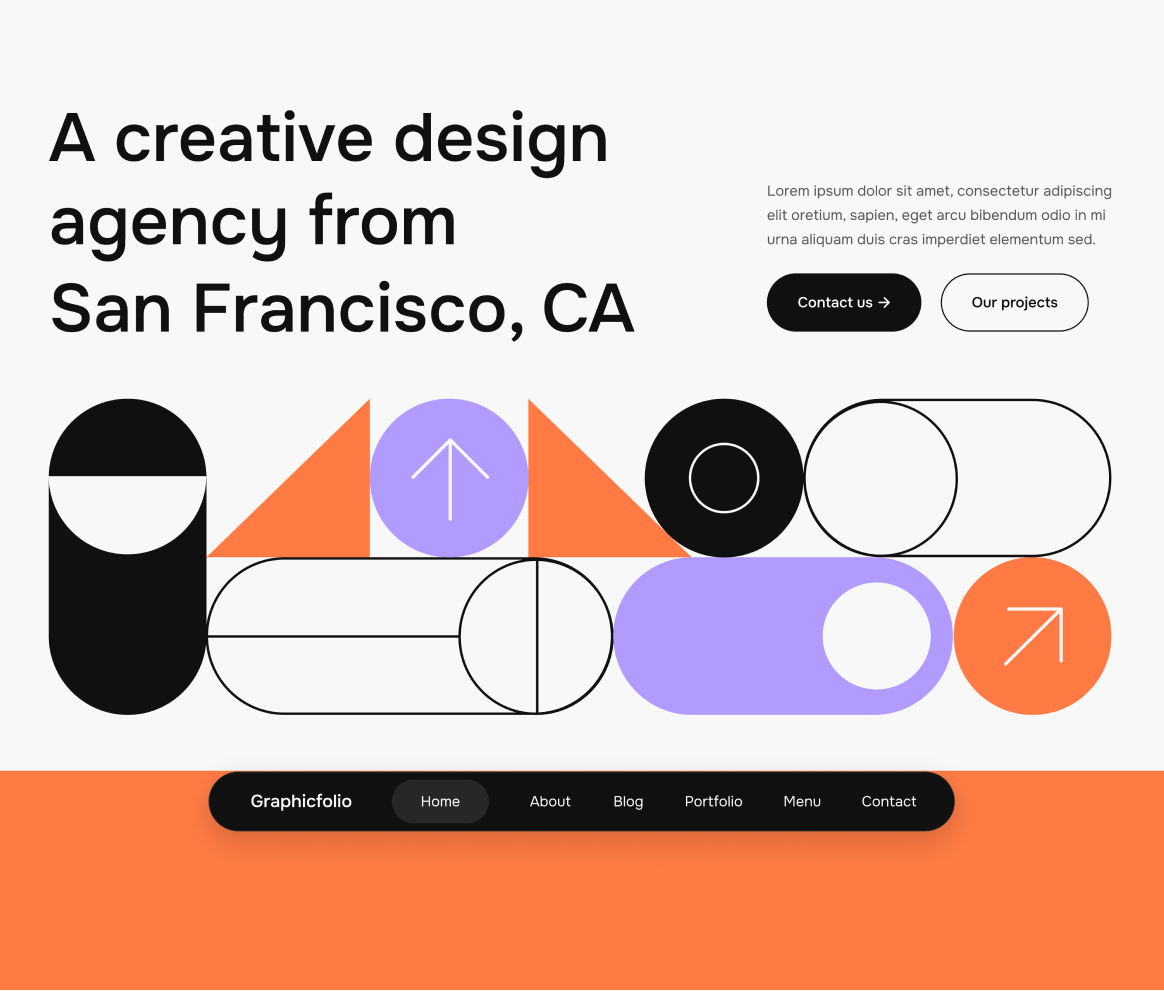 A creative design
agency from
San Francisco, CA
Lorem ipsum dolor sit amet, consectetur adipiscing
elit oretium, sapien, eget arcu bibendum odio in mi
urna aliquam duis cras imperdiet elementum sed.
Contact us → Our projects
Graphicfolio Home About Blog Portfolio Menu Contact